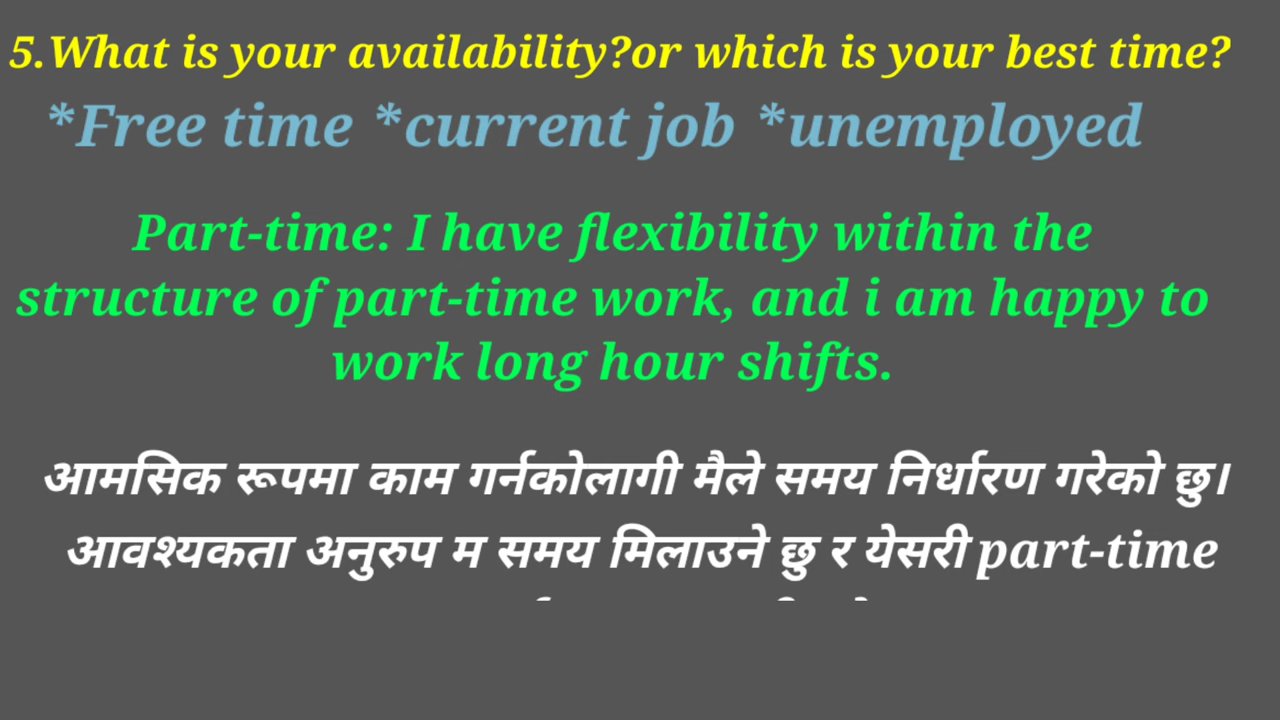 5.What is your availability?or which is your best time?
*Free time *current job *unemployed
Part-time: I have flexibility within the
structure of part-time work, and i am happy to
work long hour shifts.
आमसिक रूपमा काम गर्नकोलागी मैले समय निर्धारण गरेको छु।
आवश्यकता अनुरुप म समय मिलाउने छु र येसरी part-time